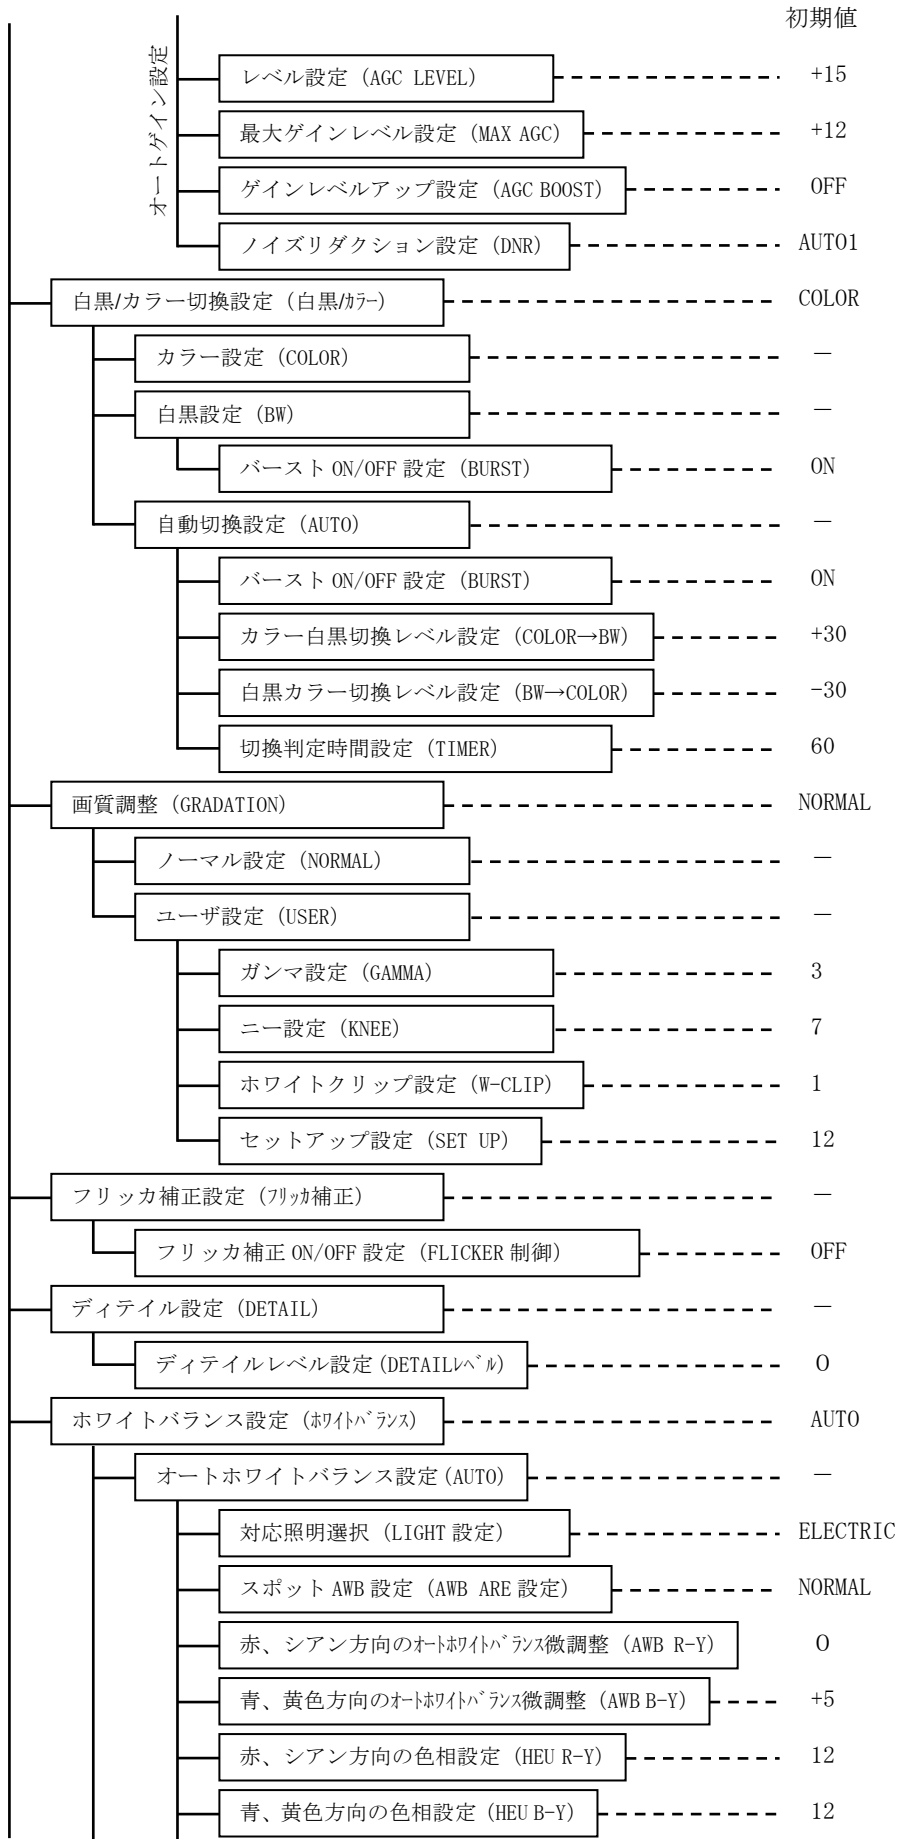 初期値
オートゲイン設定
レベル設定（AGC LEVEL） +15
最大ゲインレベル設定（MAX AGC） +12
ゲインレベルアップ設定（AGC BOOST） OFF
ノイズリダクション設定（DNR） AUTO1
白黒/カラー切換設定（白黒/ｶﾗｰ） COLOR
カラー設定（COLOR） －
白黒設定（BW） －
バースト ON/OFF 設定（BURST） ON
自動切換設定（AUTO） －
バースト ON/OFF 設定（BURST） ON
カラー白黒切換レベル設定（COLOR→BW） +30
白黒カラー切換レベル設定（BW→COLOR） -30
切換判定時間設定（TIMER） 60
画質調整（GRADATION） NORMAL
ノーマル設定（NORMAL） －
ユーザ設定（USER） －
ガンマ設定（GAMMA） 3
ニー設定（KNEE） 7
ホワイトクリップ設定（W-CLIP） 1
セットアップ設定（SET UP） 12
フリッカ補正設定（ﾌﾘｯｶ補正） －
フリッカ補正 ON/OFF 設定（FLICKER 制御） OFF
ディテイル設定（DETAIL） －
ディテイルレベル設定（DETAILﾚﾍﾞﾙ） 0
ホワイトバランス設定（ﾎﾜｲﾄﾊﾞﾗﾝｽ） AUTO
オートホワイトバランス設定（AUTO） －
対応照明選択（LIGHT 設定） ELECTRIC
スポット AWB 設定（AWB ARE 設定） NORMAL
赤、シアン方向のｵｰﾄﾎﾜｲﾄﾊﾞﾗﾝｽ微調整（AWB R-Y） 0
青、黄色方向のｵｰﾄﾎﾜｲﾄﾊﾞﾗﾝｽ微調整（AWB B-Y） +5
赤、シアン方向の色相設定（HEU R-Y） 12
青、黄色方向の色相設定（HEU B-Y） 12